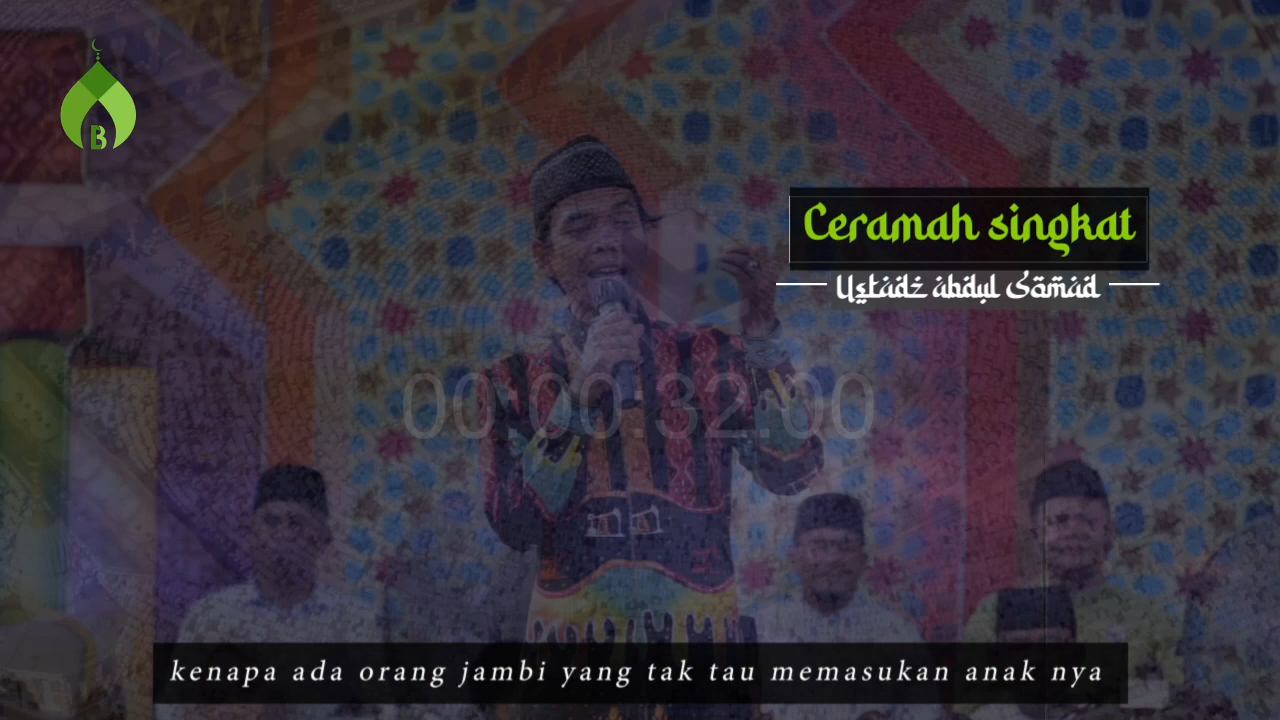 B
Ceramah singkat
Ustadz abdul Samad
00:00:32:00
kenapa ada orang jambi yang tak tau memasukan anak nya